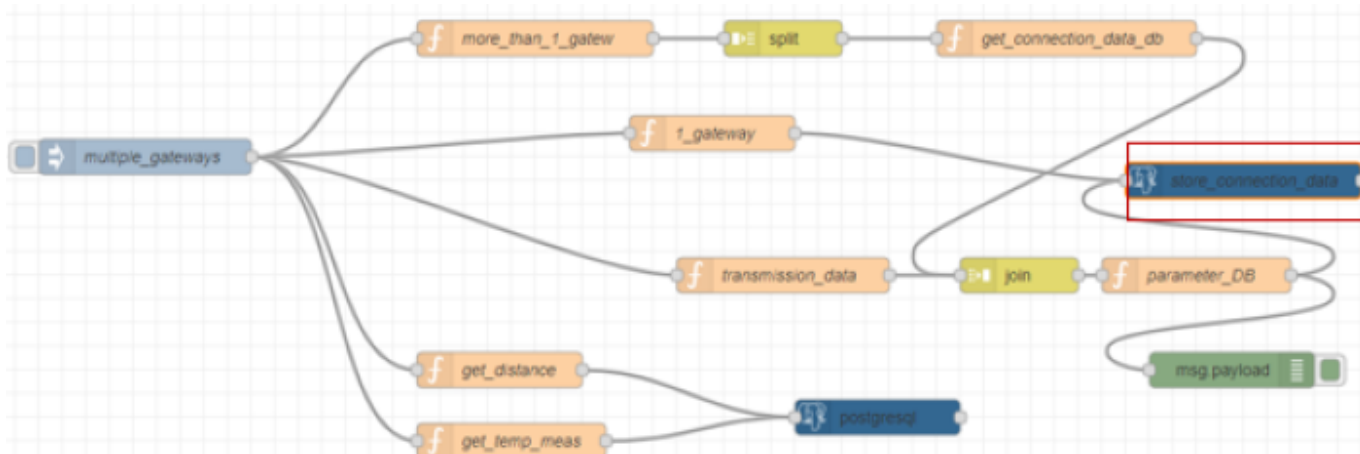 more_than_1_gatew
split
get_connection_data_db
1_gateway
multiple_gateways
store_connection_data
transmission_data
join
parameter_DB
get_distance
msg.payload
postgresql
get_temp_meas